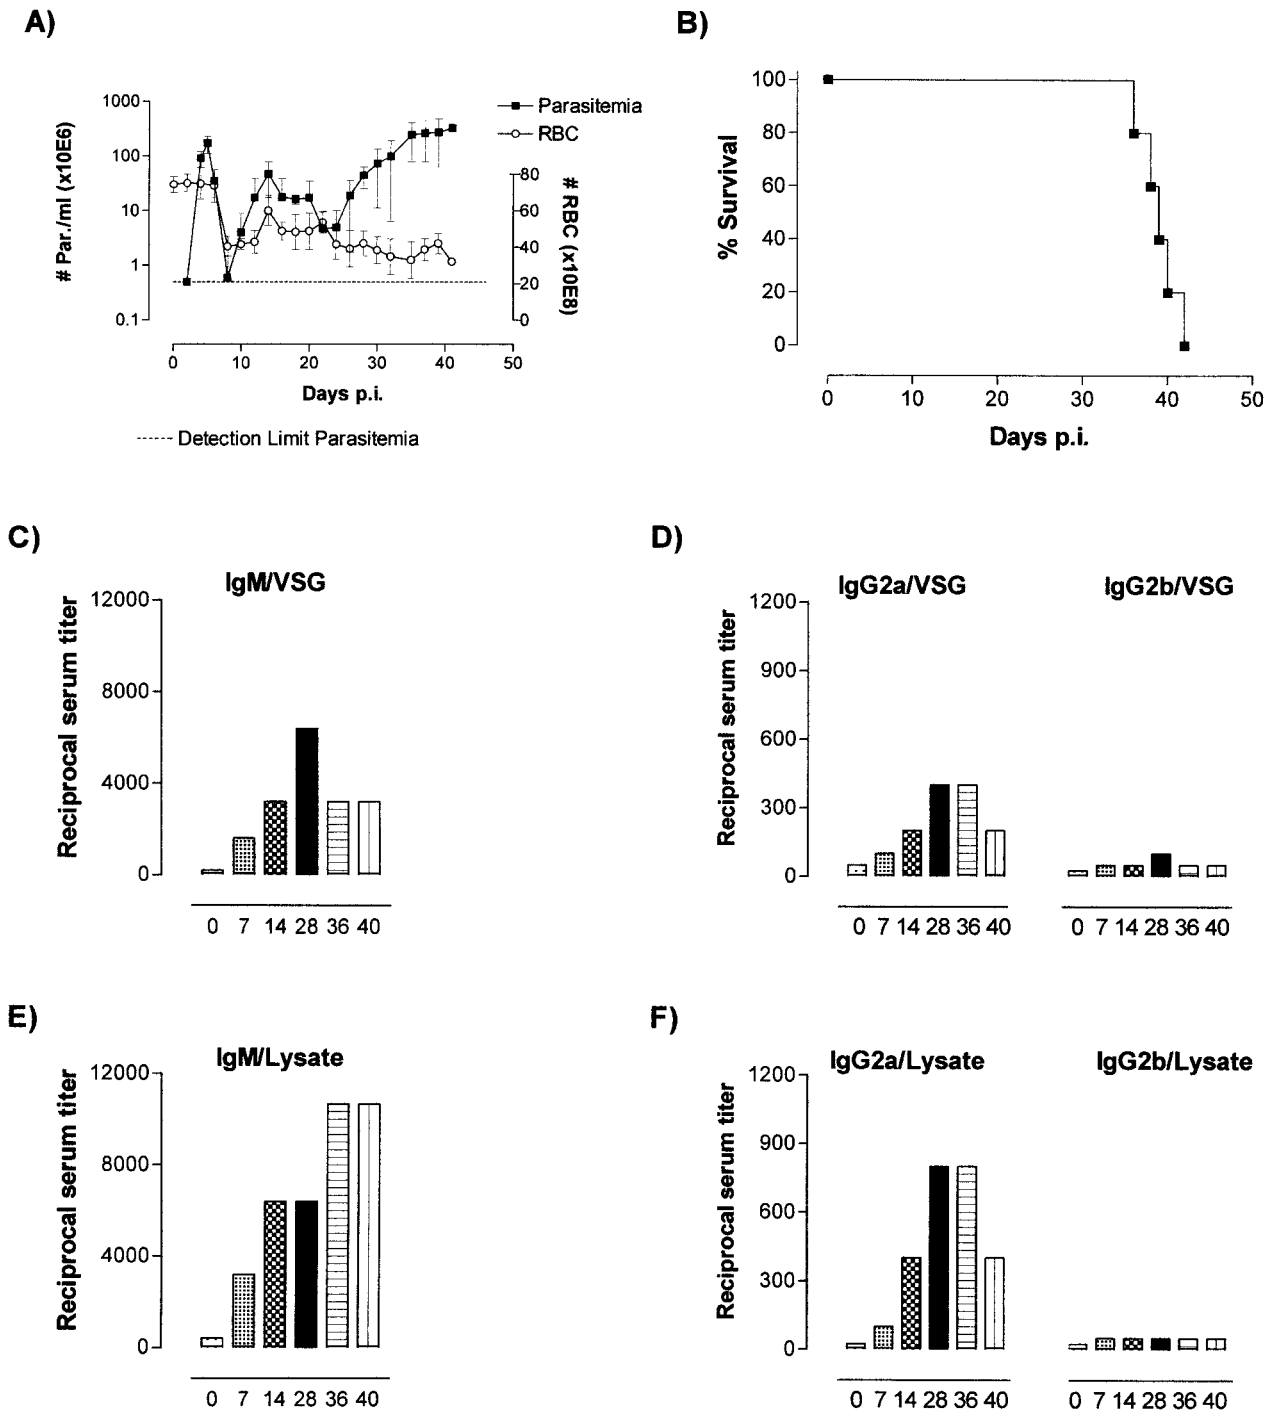 A)
# Par./ml (x10E6)
1000
100
10
1
0.1
Parasitemia
RBC
80
60
40
20
0
# RBC (x10E8)
0 10 20 30 40 50
Days p.i.
Detection Limit Parasitemia
B)
% Survival
100
80
60
40
20
0
0 10 20 30 40 50
Days p.i.
C)
IgM/VSG
Reciprocal serum titer
12000
8000
4000
0
0 7 14 28 36 40
D)
IgG2a/VSG IgG2b/VSG
Reciprocal serum titer
1200
900
600
300
0
0 7 14 28 36 40 0 7 14 28 36 40
E)
IgM/Lysate
Reciprocal serum titer
12000
8000
4000
0
0 7 14 28 36 40
F)
IgG2a/Lysate IgG2b/Lysate
Reciprocal serum titer
1200
900
600
300
0
0 7 14 28 36 40 0 7 14 28 36 40